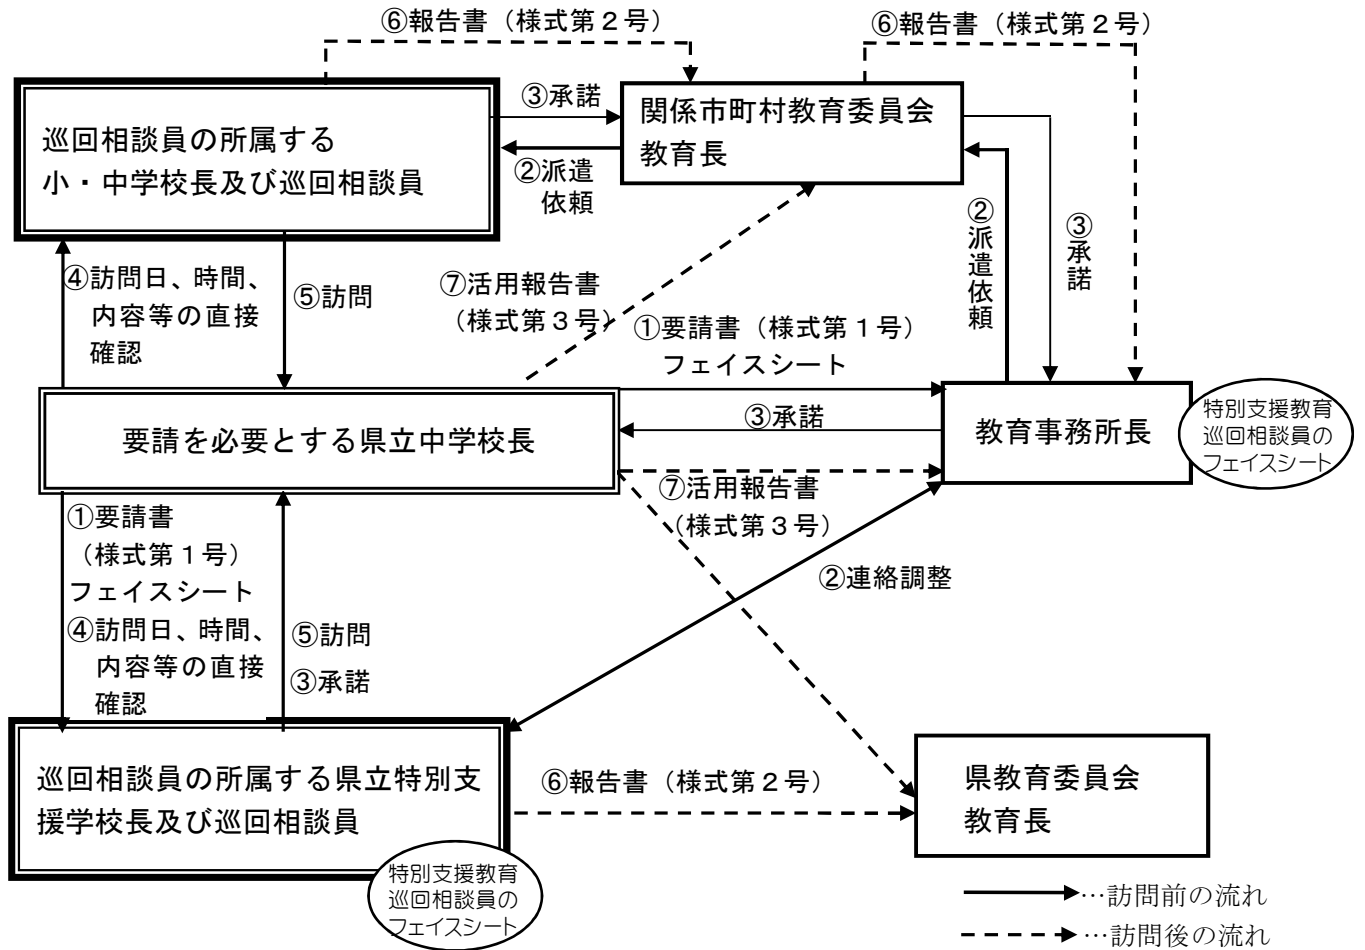 ⑥報告書（様式第２号）
⑥報告書（様式第２号）
巡回相談員の所属する
小・中学校長及び巡回相談員
③承諾
②派遣
依頼
関係市町村教育委員会
教育長
②派遣依頼
③承諾
④訪問日、時間、
内容等の直接
確認
⑤訪問
⑦活用報告書
（様式第３号）
①要請書（様式第１号）
フェイスシート
要請を必要とする県立中学校長
③承諾
教育事務所長
特別支援教育
巡回相談員の
フェイスシート
⑦活用報告書
（様式第３号）
①要請書
（様式第１号）
フェイスシート
④訪問日、時間、
内容等の直接
確認
⑤訪問
③承諾
②連絡調整
巡回相談員の所属する県立特別支
援学校長及び巡回相談員
特別支援教育
巡回相談員の
フェイスシート
⑥報告書（様式第２号）
県教育委員会
教育長
…訪問前の流れ
…訪問後の流れ